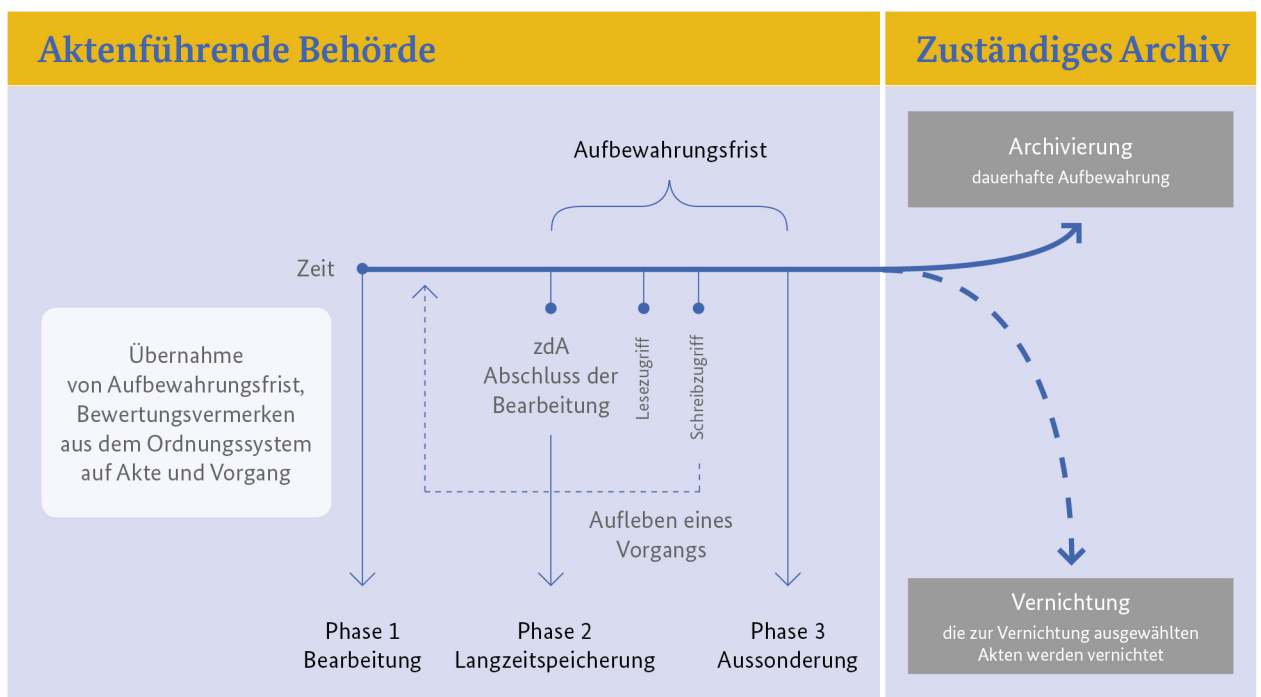 Aktenführende Behörde
Zuständiges Archiv
Aufbewahrungsfrist
Archivierung
dauerhafte Aufbewahrung
Zeit
Übernahme
von Aufbewahrungsfrist,
Bewertungsvermerken
aus dem Ordnungssystem
auf Akte und Vorgang
zdA
Abschluss der
Bearbeitung
Lesezugriff
Schreibzugriff
Aufleben eines
Vorgangs
Phase 1
Bearbeitung
Phase 2
Langzeitspeicherung
Phase 3
Aussonderung
Vernichtung
die zur Vernichtung ausgewählten
Akten werden vernichtet